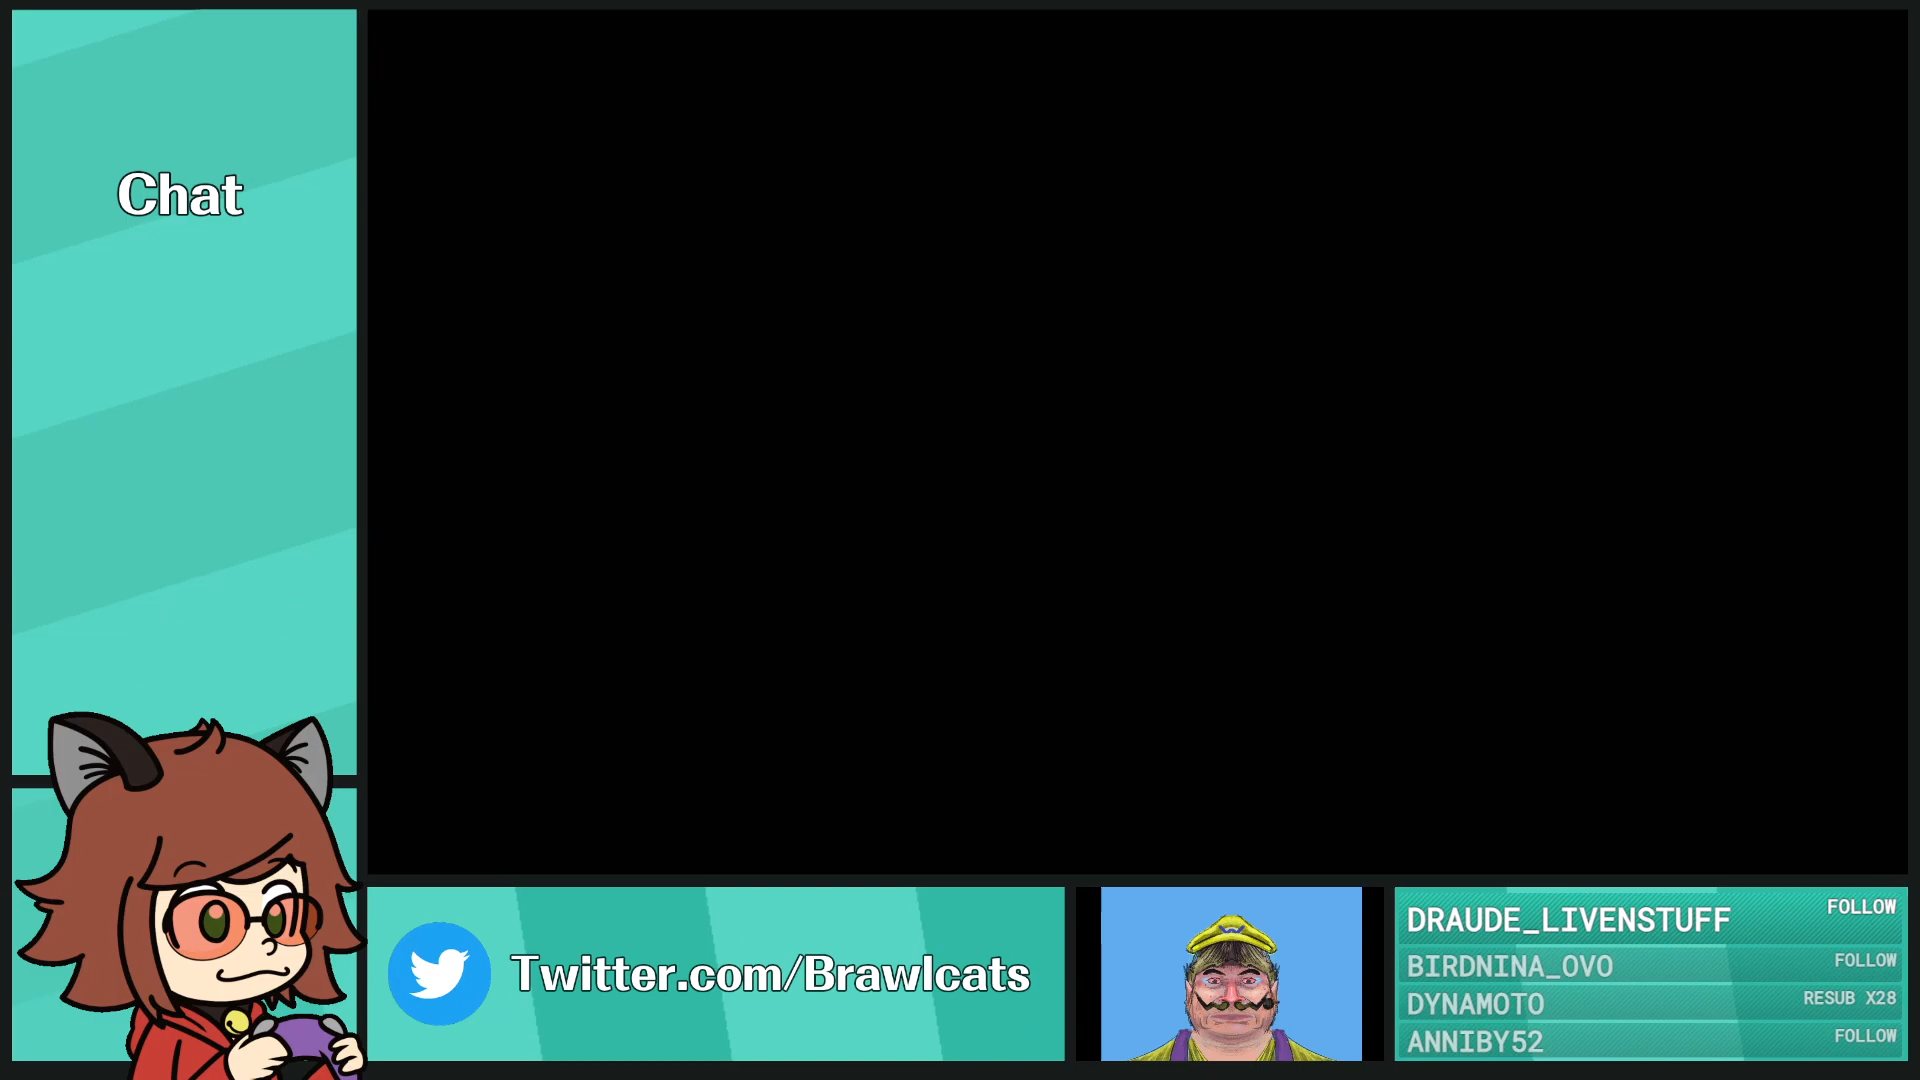 Chat
Twitter.com/Brawlcats
DRAUDE_LIVENSTUFF FOLLOW
BIRDNINA_OVO FOLLOW
DYNAMOTO RESUB X28
ANNIBY52 FOLLOW